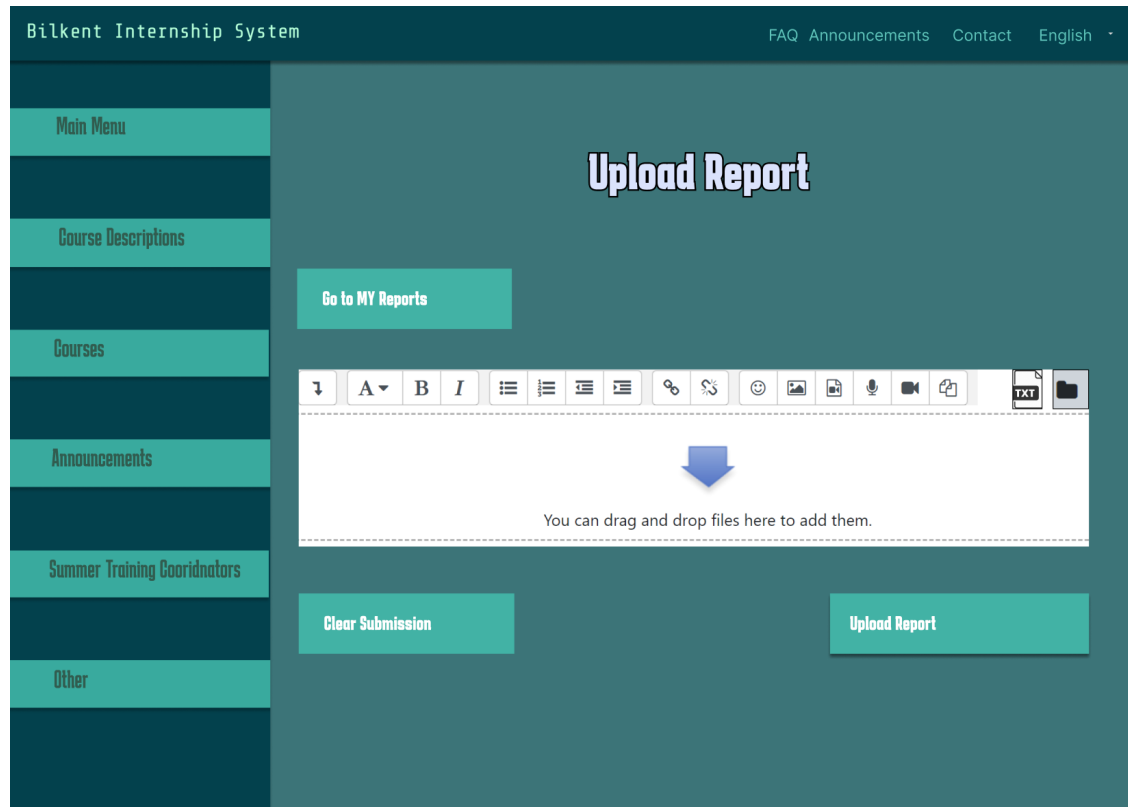 Bilkent Internship System
FAQ Announcements Contact English
Main Menu
Upload Report
Course Descriptions
Go to MY Reports
Courses
A B I
TXT
Announcements
You can drag and drop files here to add them.
Summer Training Cooridnators
Clear Submission
Upload Report
Other